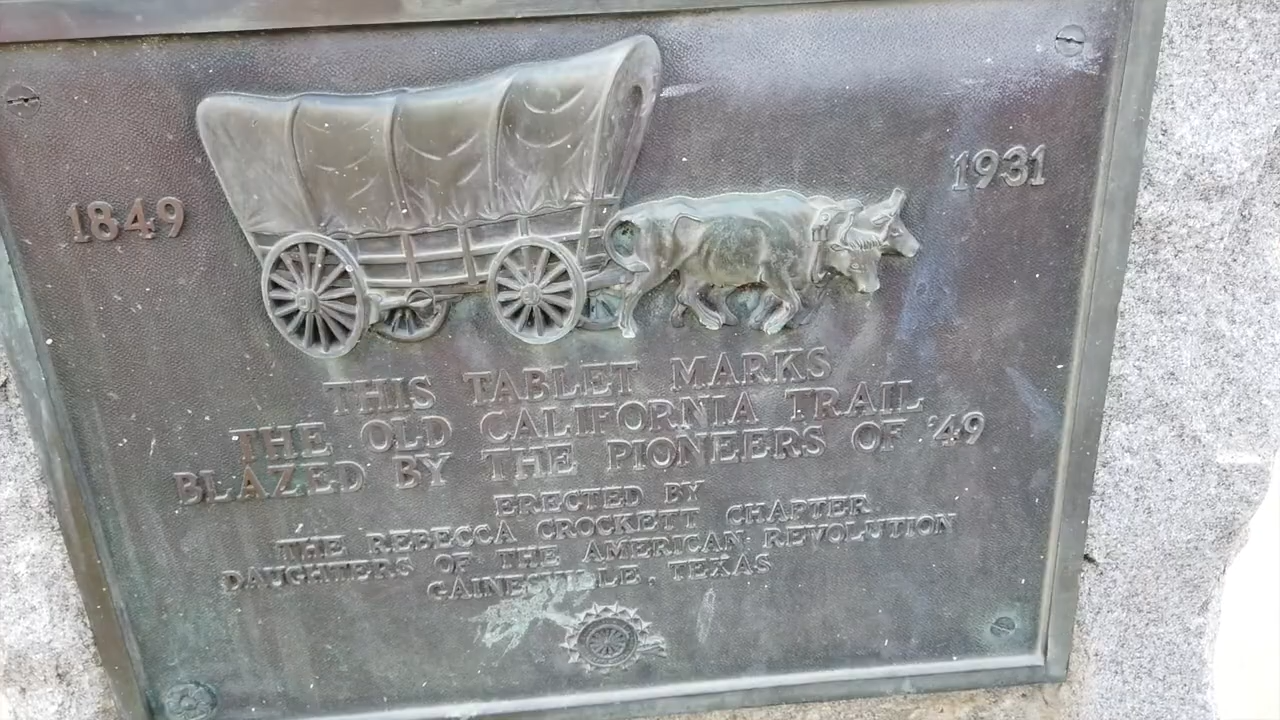 1849
1931
THIS TABLET MARKS
THE OLD CALIFORNIA TRAIL
BLAZED BY THE PIONEERS OF '49
ERECTED BY
THE REBECCA CROCKETT CHAPTER
DAUGHTERS OF THE AMERICAN REVOLUTION
GAINESVILLE, TEXAS